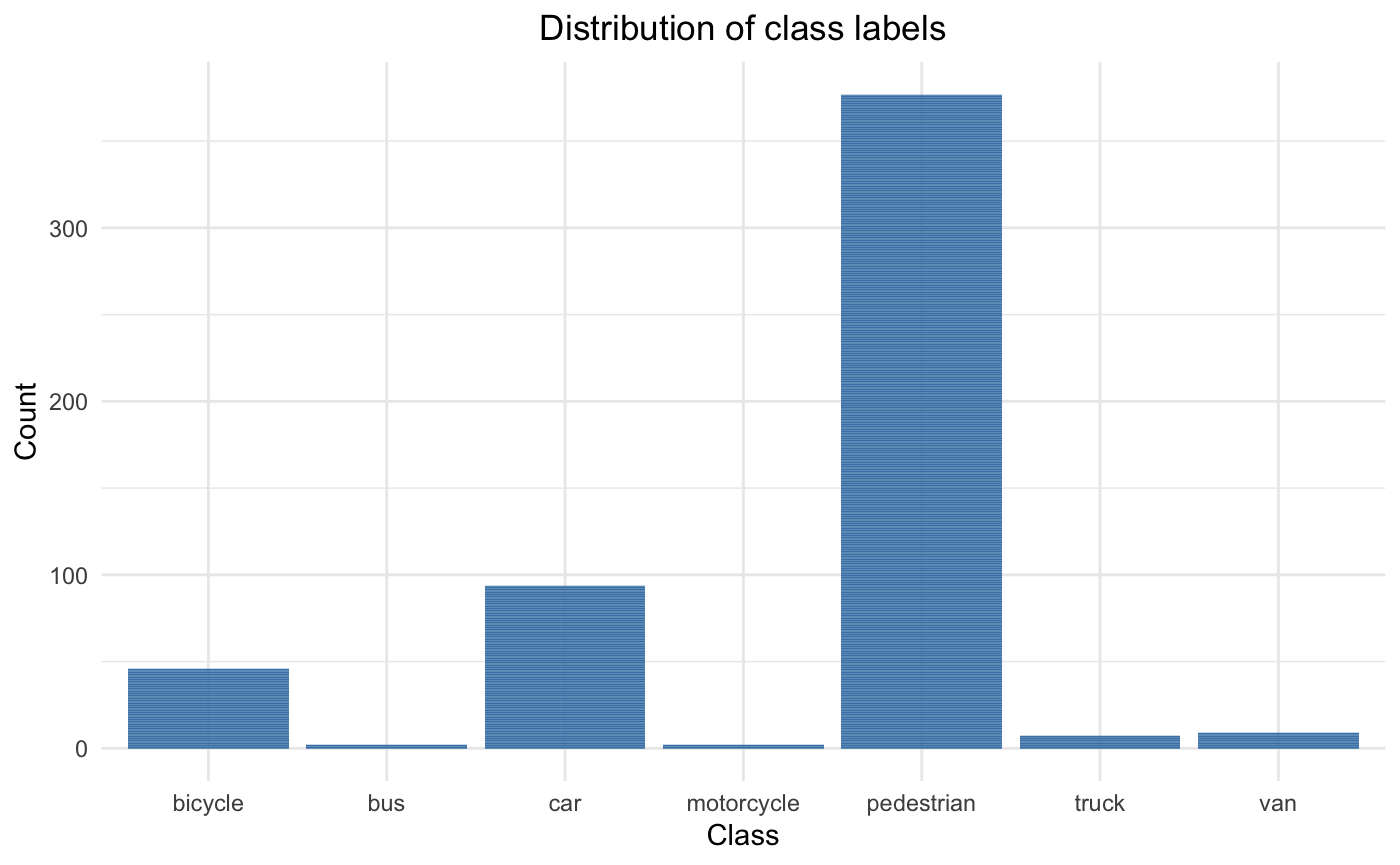 Distribution of class labels
Count
300
200
100
0
bicycle bus car motorcycle pedestrian truck van
Class